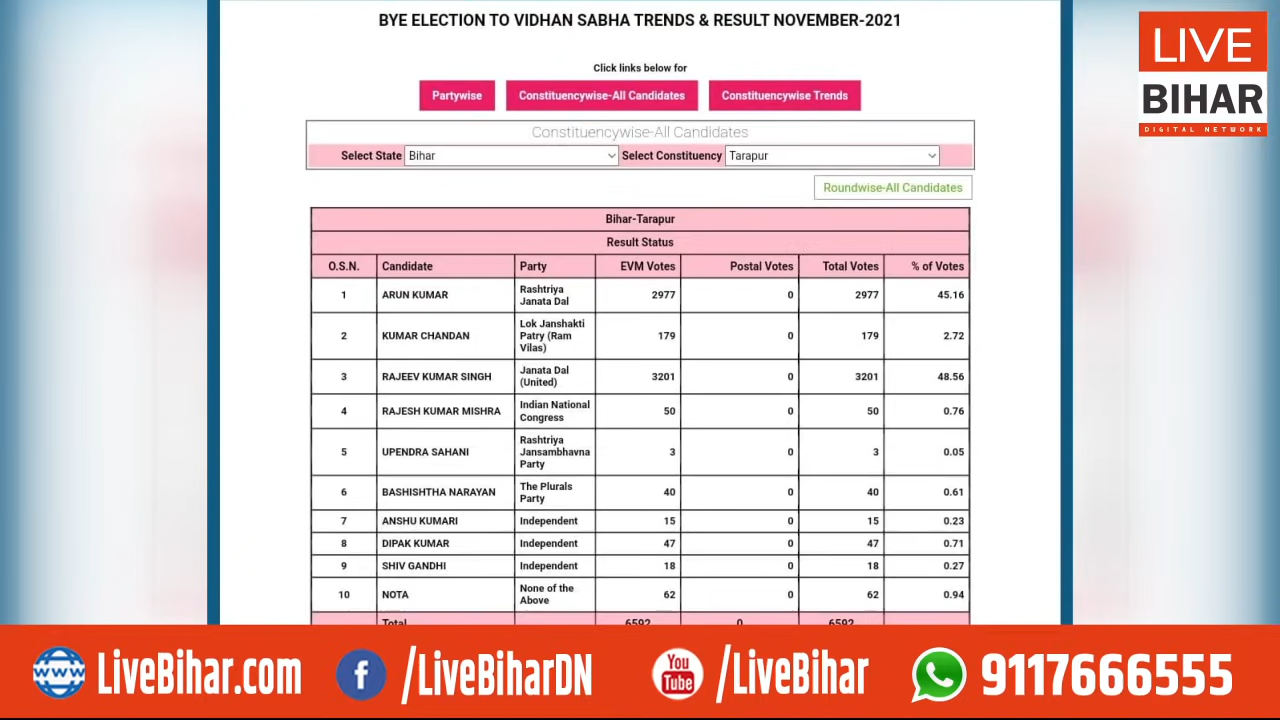 BYE ELECTION TO VIDHAN SABHA TRENDS & RESULT NOVEMBER-2021
LIVE
BIHAR
DIGITAL NETWORK
Click links below for
Partywise Constituencywise-All Candidates Constituencywise Trends
Constituencywise-All Candidates
Select State Bihar Select Constituency Tarapur
Roundwise-All Candidates
Bihar-Tarapur
Result Status
O.S.N. Candidate Party EVM Votes Postal Votes Total Votes % of Votes
1 ARUN KUMAR Rashtriya Janata Dal 2977 0 2977 45.16
2 KUMAR CHANDAN Lok Janshakti Patry (Ram Vilas) 179 0 179 2.72
3 RAJEEV KUMAR SINGH Janata Dal (United) 3201 0 3201 48.56
4 RAJESH KUMAR MISHRA Indian National Congress 50 0 50 0.76
5 UPENDRA SAHANI Rashtriya Jansambhavna Party 3 0 3 0.05
6 BASHISHTHA NARAYAN The Plurals Party 40 0 40 0.61
7 ANSHU KUMARI Independent 15 0 15 0.23
8 DIPAK KUMAR Independent 47 0 47 0.71
9 SHIV GANDHI Independent 18 0 18 0.27
10 NOTA None of the Above 62 0 62 0.94
Total 6592 0 6592
www LiveBihar.com f /LiveBiharDN You Tube /LiveBihar 9117666555